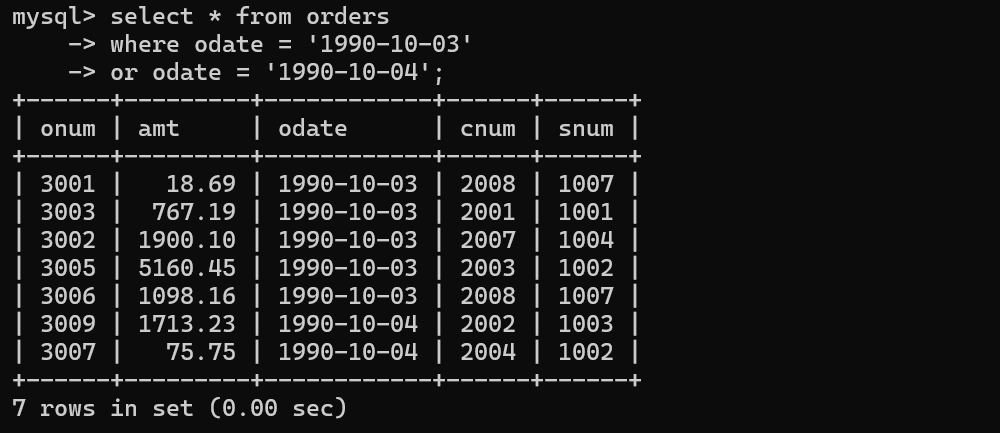 mysql> select * from orders
    -> where odate = '1990-10-03'
    -> or odate = '1990-10-04';
+------+---------+------------+------+------+
| onum | amt     | odate      | cnum | snum |
+------+---------+------------+------+------+
| 3001 |   18.69 | 1990-10-03 | 2008 | 1007 |
| 3003 |  767.19 | 1990-10-03 | 2001 | 1001 |
| 3002 | 1900.10 | 1990-10-03 | 2007 | 1004 |
| 3005 | 5160.45 | 1990-10-03 | 2003 | 1002 |
| 3006 | 1098.16 | 1990-10-03 | 2008 | 1007 |
| 3009 | 1713.23 | 1990-10-04 | 2002 | 1003 |
| 3007 |   75.75 | 1990-10-04 | 2004 | 1002 |
+------+---------+------------+------+------+
7 rows in set (0.00 sec)